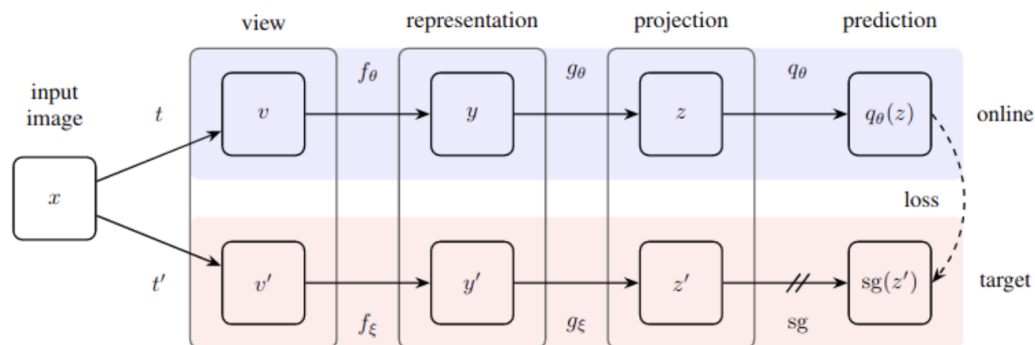 view
representation
projection
prediction
input
image
x
t
t′
v
f_θ
y
g_θ
z
q_θ
q_θ(z)
online
loss
v′
f_ξ
y′
g_ξ
z′
sg
sg(z′)
target